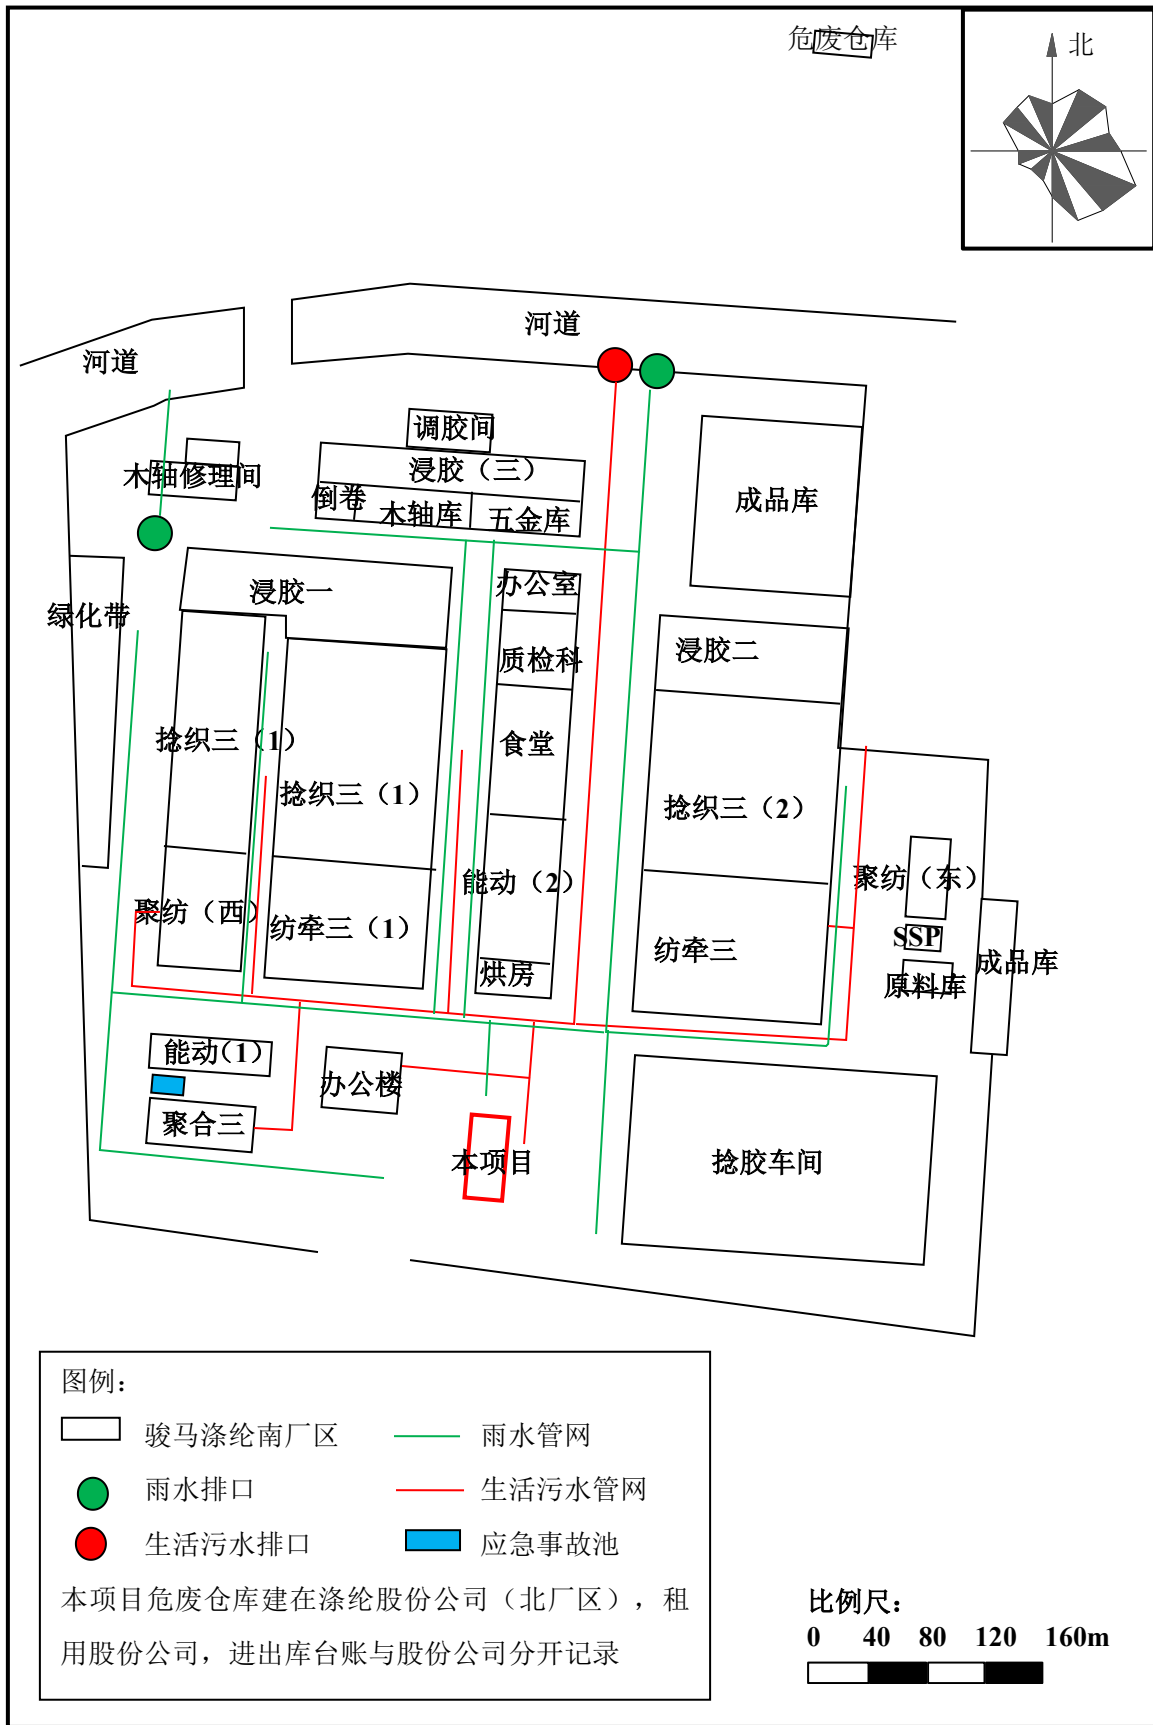 危废仓库
北
河道
河道
调胶间
浸胶（三）
木轴修理间
倒卷
木轴库
五金库
成品库
浸胶一
办公室
绿化带
质检科
浸胶二
捻织三（1）
食堂
捻织三（1）
捻织三（2）
能动（2）
聚纺（东）
聚纺（西）
纺牵三（1）
SSP
纺牵三
成品库
烘房
原料库
能动（1）
办公楼
聚合三
本项目
捻胶车间
图例：
骏马涤纶南厂区
雨水管网
雨水排口
生活污水管网
生活污水排口
应急事故池
本项目危废仓库建在涤纶股份公司（北厂区），租
用股份公司，进出库台账与股份公司分开记录
比例尺：
0 40 80 120 160m